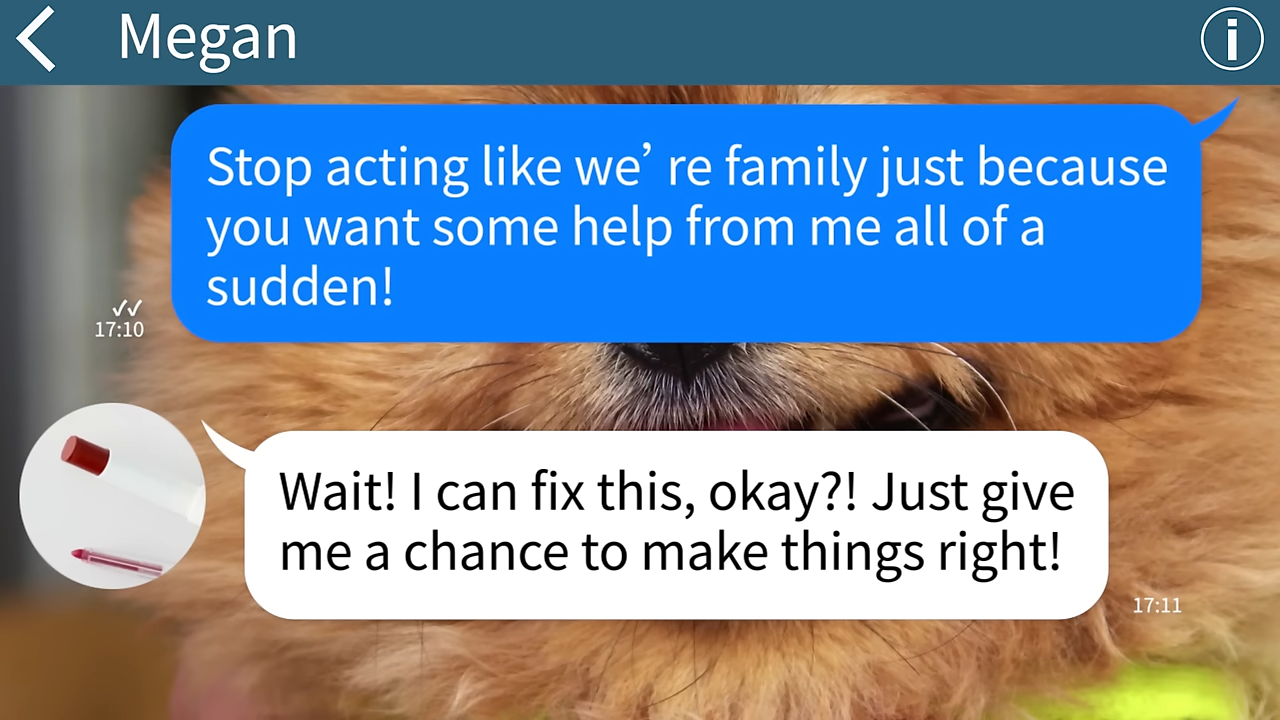 Megan
Stop acting like we’ re family just because
you want some help from me all of a
sudden!
17:10
Wait! I can fix this, okay?! Just give
me a chance to make things right!
17:11